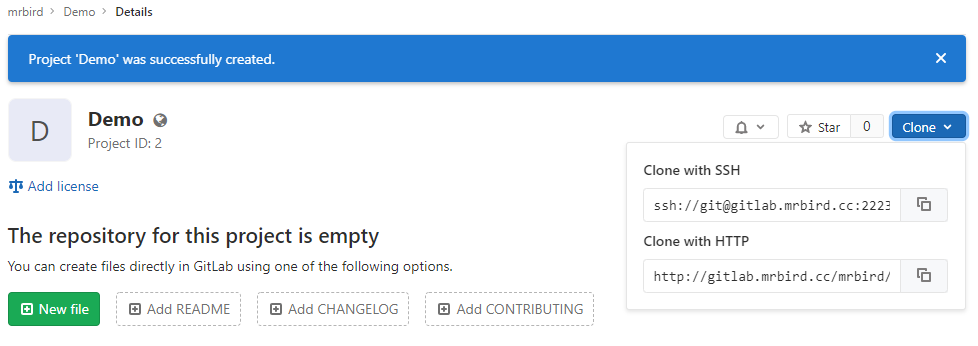 mrbird > Demo > Details
Project 'Demo' was successfully created.
D
Demo
Project ID: 2
Star 0 Clone
Add license
Clone with SSH
ssh://git@gitlab.mrbird.cc:2223
Clone with HTTP
http://gitlab.mrbird.cc/mrbird/
The repository for this project is empty
You can create files directly in GitLab using one of the following options.
New file Add README Add CHANGELOG Add CONTRIBUTING